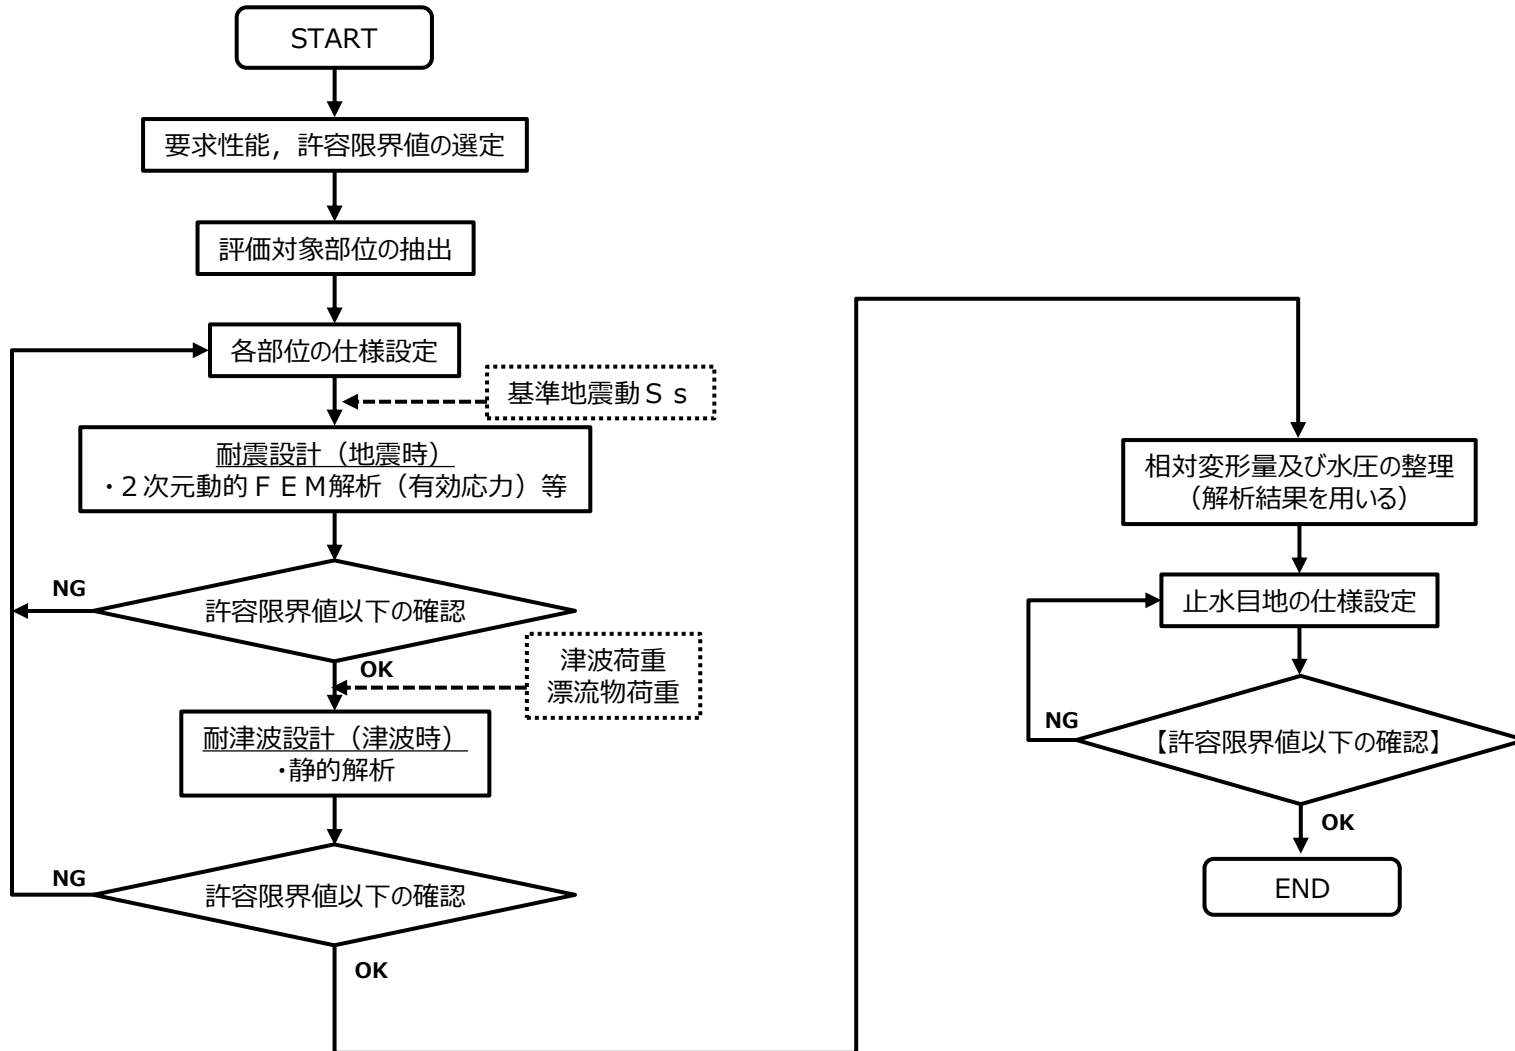 START
要求性能，許容限界値の選定
評価対象部位の抽出
各部位の仕様設定
基準地震動Ｓｓ
耐震設計（地震時）
・２次元動的ＦＥＭ解析（有効応力）等
NG
許容限界値以下の確認
OK
津波荷重
漂流物荷重
耐津波設計（津波時）
・静的解析
NG
許容限界値以下の確認
OK
相対変形量及び水圧の整理
（解析結果を用いる）
止水目地の仕様設定
NG
【許容限界値以下の確認】
OK
END